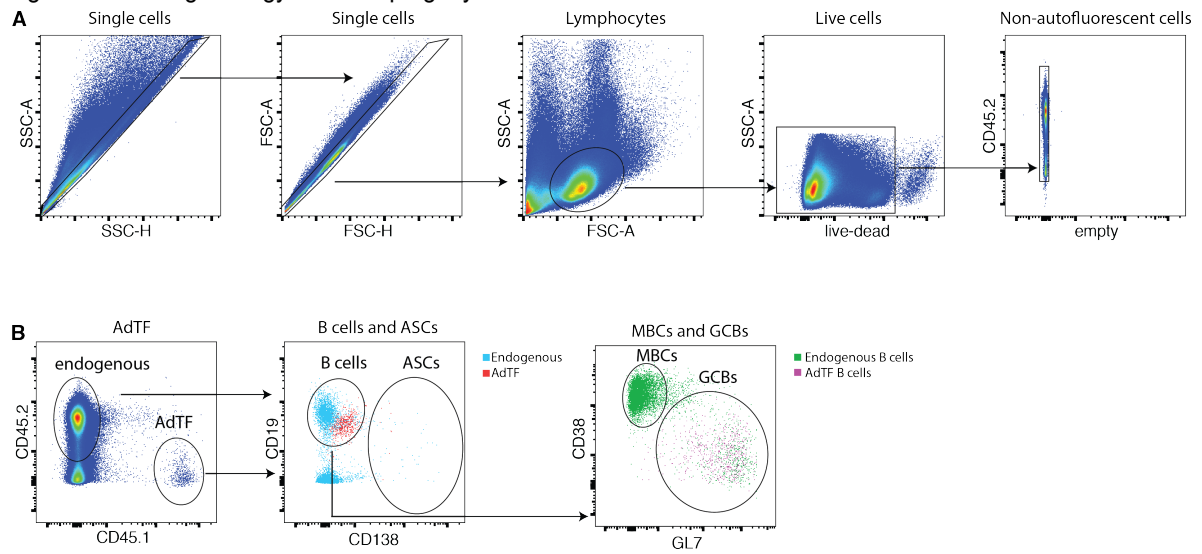 A
Single cells
Single cells
Lymphocytes
Live cells
Non-autofluorescent cells
SSC-A
SSC-H
FSC-A
FSC-H
SSC-A
FSC-A
SSC-A
live-dead
CD45.2
empty
B
AdTF
B cells and ASCs
MBCs and GCBs
endogenous
AdTF
CD45.2
CD45.1
B cells
ASCs
CD19
CD138
Endogenous
AdTF
MBCs
GCBs
CD38
GL7
Endogenous B cells
AdTF B cells